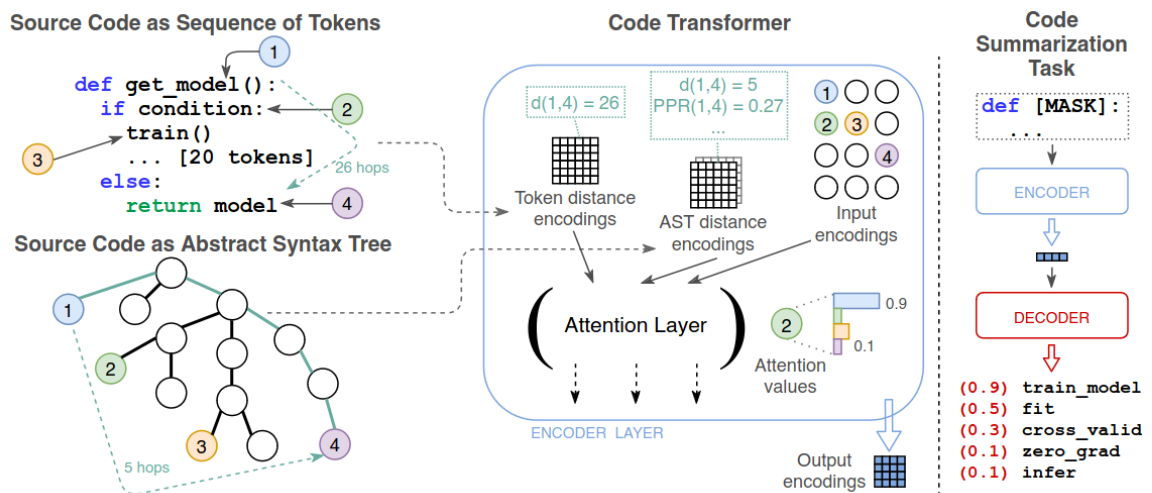 Source Code as Sequence of Tokens
1
def get_model():
if condition:
2
train()
3
... [20 tokens]
26 hops
else:
return model
4
Source Code as Abstract Syntax Tree
1
2
3
4
5 hops
Code Transformer
d(1,4) = 26
d(1,4) = 5
PPR(1,4) = 0.27
...
1
2 3
4
Token distance
encodings
AST distance
encodings
Input
encodings
( Attention Layer )
2
0.9
0.1
Attention
values
ENCODER LAYER
Output
encodings
Code
Summarization
Task
def [MASK]:
...
ENCODER
DECODER
(0.9) train_model
(0.5) fit
(0.3) cross_valid
(0.1) zero_grad
(0.1) infer